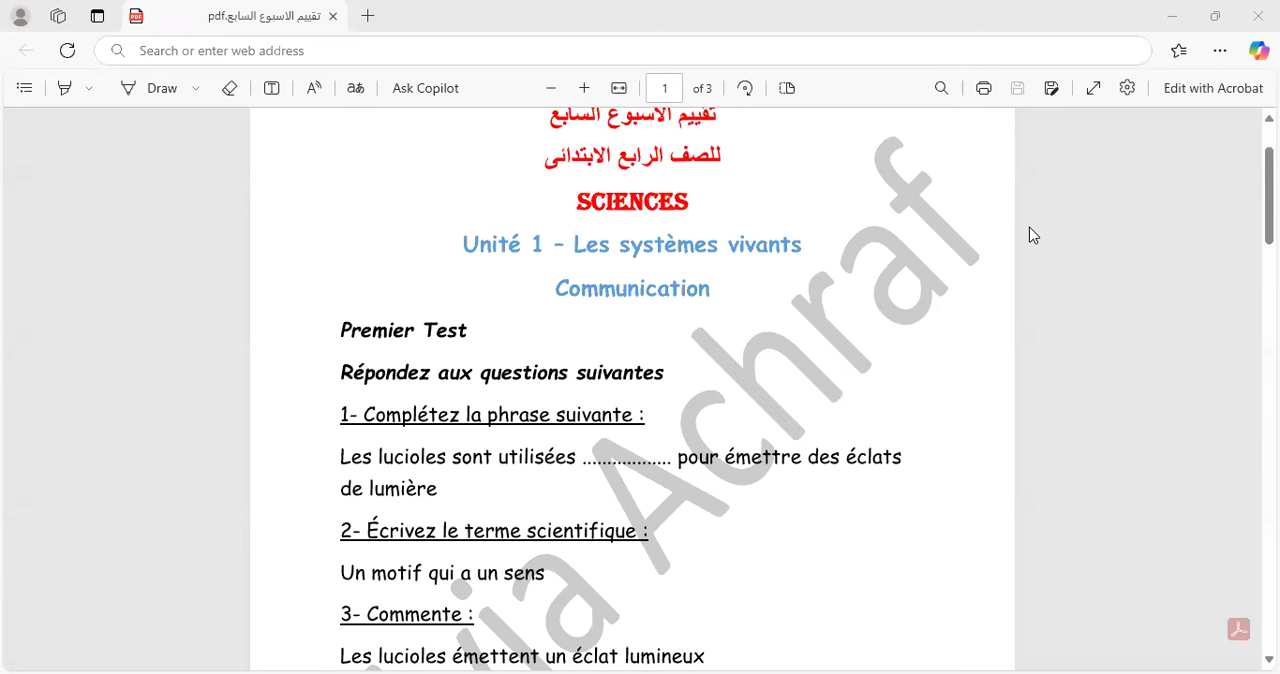 تقييم الاسبوع السابع.pdf
Search or enter web address
Draw
aあ
Ask Copilot
1 of 3
Edit with Acrobat
تقييم الاسبوع السابع
للصف الرابع الابتدائى
SCIENCES
Unité 1 – Les systèmes vivants
Communication
Premier Test
Répondez aux questions suivantes
1- Complétez la phrase suivante :
Les lucioles sont utilisées .................. pour émettre des éclats
de lumière
2- Écrivez le terme scientifique :
Un motif qui a un sens
3- Commente :
Les lucioles émettent un éclat lumineux
via Achraf